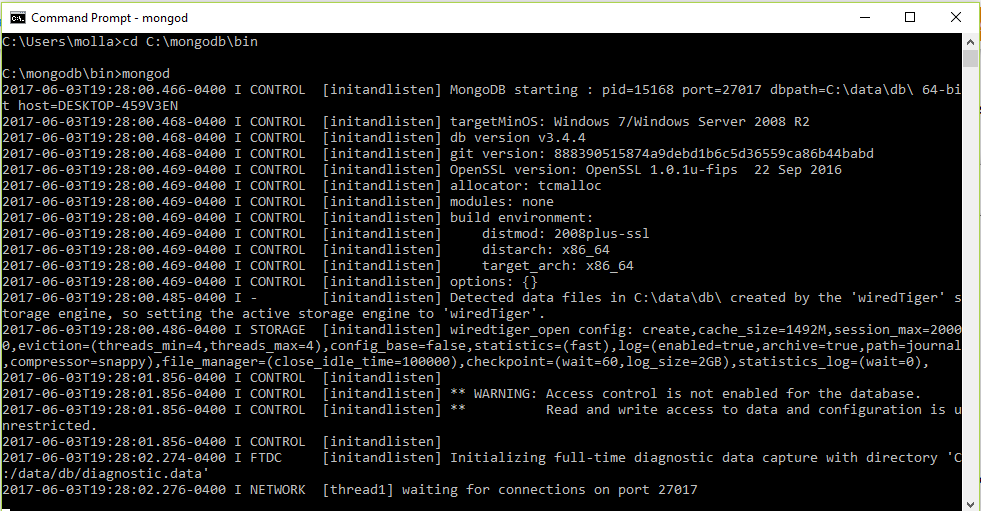 Command Prompt - mongod
C:\Users\molla>cd C:\mongodb\bin
C:\mongodb\bin>mongod
2017-06-03T19:28:00.466-0400 I CONTROL  [initandlisten] MongoDB starting : pid=15168 port=27017 dbpath=C:\data\db\ 64-bi
t host=DESKTOP-459V3EN
2017-06-03T19:28:00.468-0400 I CONTROL  [initandlisten] targetMinOS: Windows 7/Windows Server 2008 R2
2017-06-03T19:28:00.468-0400 I CONTROL  [initandlisten] db version v3.4.4
2017-06-03T19:28:00.468-0400 I CONTROL  [initandlisten] git version: 888390515874a9debd1b6c5d36559ca86b44babd
2017-06-03T19:28:00.469-0400 I CONTROL  [initandlisten] OpenSSL version: OpenSSL 1.0.1u-fips  22 Sep 2016
2017-06-03T19:28:00.469-0400 I CONTROL  [initandlisten] allocator: tcmalloc
2017-06-03T19:28:00.469-0400 I CONTROL  [initandlisten] modules: none
2017-06-03T19:28:00.469-0400 I CONTROL  [initandlisten] build environment:
2017-06-03T19:28:00.469-0400 I CONTROL  [initandlisten]     distmod: 2008plus-ssl
2017-06-03T19:28:00.469-0400 I CONTROL  [initandlisten]     distarch: x86_64
2017-06-03T19:28:00.469-0400 I CONTROL  [initandlisten]     target_arch: x86_64
2017-06-03T19:28:00.469-0400 I CONTROL  [initandlisten] options: {}
2017-06-03T19:28:00.485-0400 I -        [initandlisten] Detected data files in C:\data\db\ created by the 'wiredTiger' s
torage engine, so setting the active storage engine to 'wiredTiger'.
2017-06-03T19:28:00.486-0400 I STORAGE  [initandlisten] wiredtiger_open config: create,cache_size=1492M,session_max=2000
0,eviction=(threads_min=4,threads_max=4),config_base=false,statistics=(fast),log=(enabled=true,archive=true,path=journal
,compressor=snappy),file_manager=(close_idle_time=100000),checkpoint=(wait=60,log_size=2GB),statistics_log=(wait=0),
2017-06-03T19:28:01.856-0400 I CONTROL  [initandlisten]
2017-06-03T19:28:01.856-0400 I CONTROL  [initandlisten] ** WARNING: Access control is not enabled for the database.
2017-06-03T19:28:01.856-0400 I CONTROL  [initandlisten] **          Read and write access to data and configuration is u
nrestricted.
2017-06-03T19:28:01.856-0400 I CONTROL  [initandlisten]
2017-06-03T19:28:02.274-0400 I FTDC     [initandlisten] Initializing full-time diagnostic data capture with directory 'C
:/data/db/diagnostic.data'
2017-06-03T19:28:02.276-0400 I NETWORK  [thread1] waiting for connections on port 27017